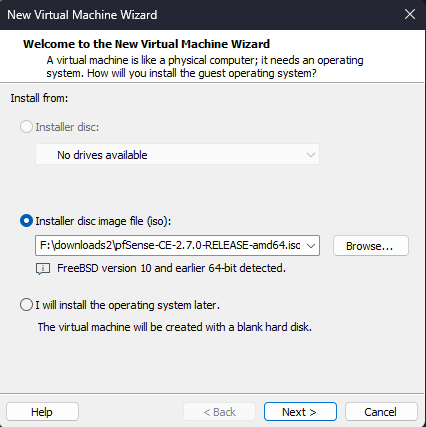 New Virtual Machine Wizard
Welcome to the New Virtual Machine Wizard
A virtual machine is like a physical computer; it needs an operating
system. How will you install the guest operating system?
Install from:
Installer disc:
No drives available
Installer disc image file (iso):
F:\downloads2\pfSense-CE-2.7.0-RELEASE-amd64.iso
Browse...
FreeBSD version 10 and earlier 64-bit detected.
I will install the operating system later.
The virtual machine will be created with a blank hard disk.
Help
< Back
Next >
Cancel